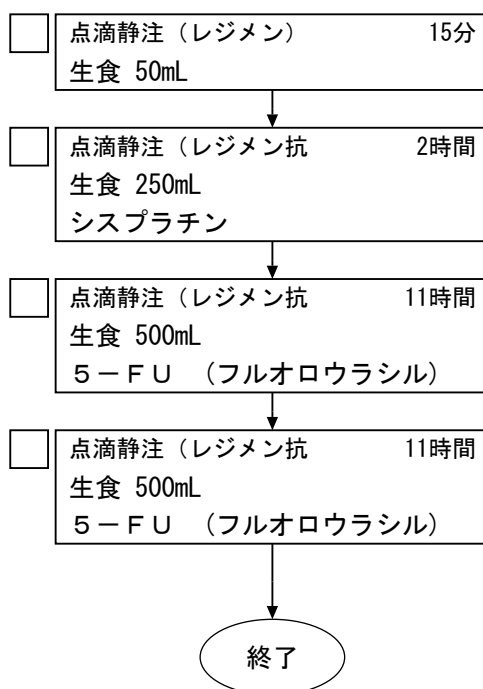 点滴静注（レジメン） 15分
生食 50mL
点滴静注（レジメン抗 2時間
生食 250mL
シスプラチン
点滴静注（レジメン抗 11時間
生食 500mL
５－ＦＵ （フルオロウラシル）
点滴静注（レジメン抗 11時間
生食 500mL
５－ＦＵ （フルオロウラシル）
終了